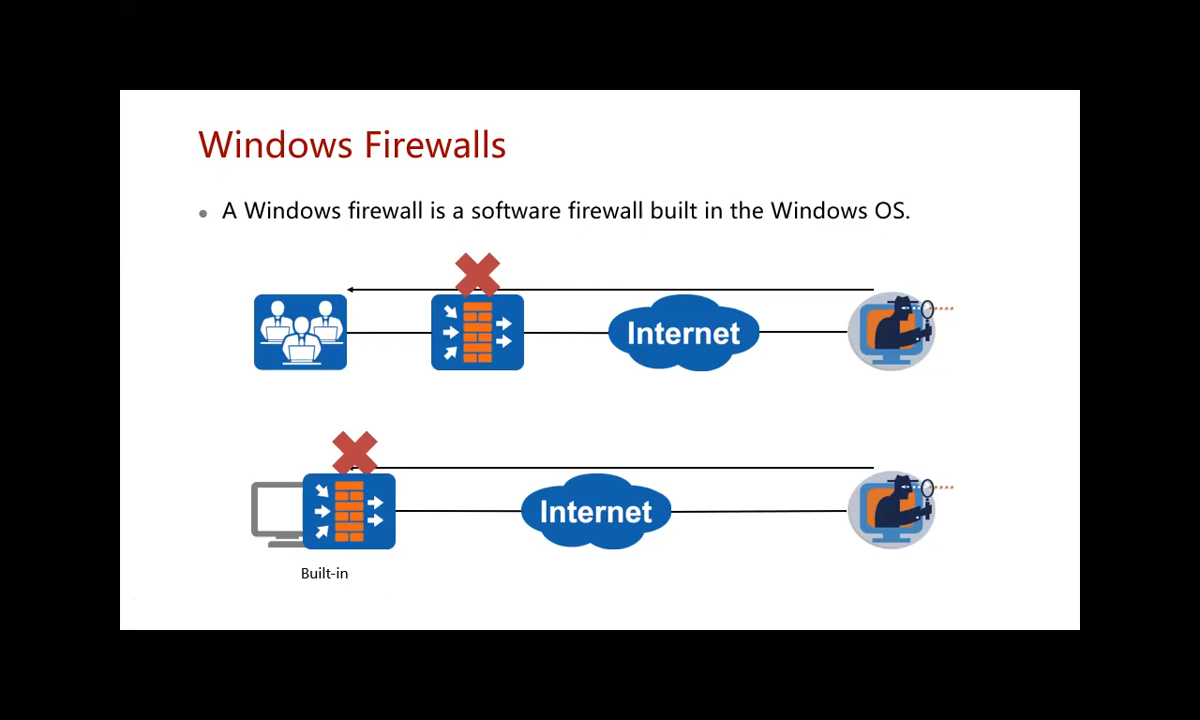 Windows Firewalls
A Windows firewall is a software firewall built in the Windows OS.
Internet
Internet
Built-in